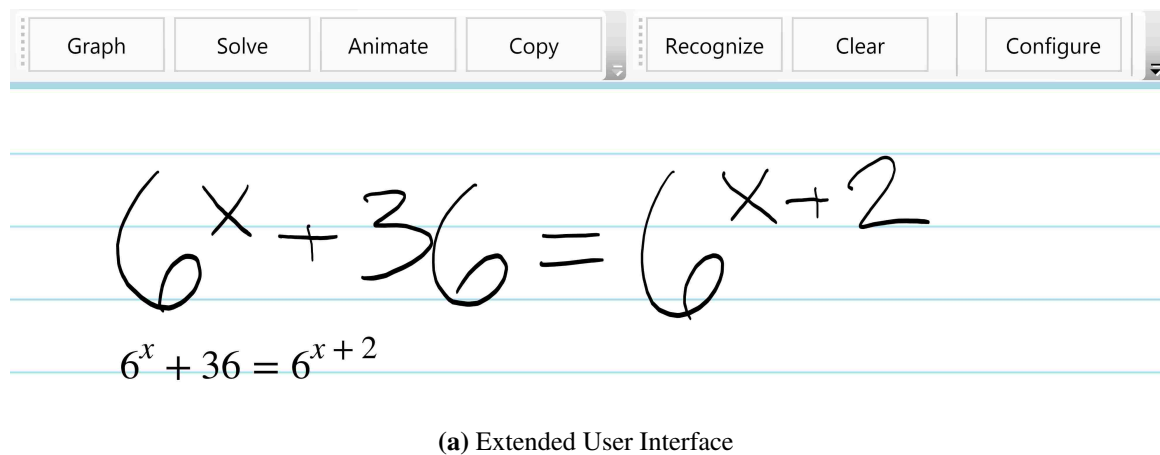 Graph Solve Animate Copy Recognize Clear Configure
6^x + 36 = 6^{x+2}
6^x + 36 = 6^{x + 2}
(a) Extended User Interface